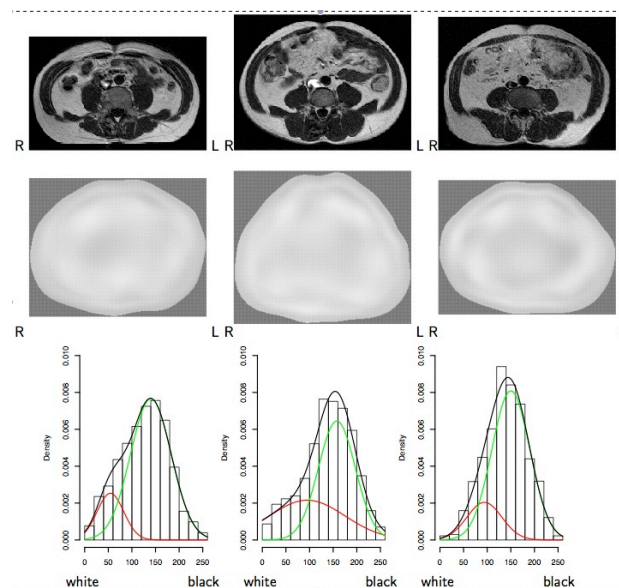 R L R L R
R L R L R L
0.010 0.010 0.010
0.008 0.008 0.008
0.006 0.006 0.006
Density Density Density
0.004 0.004 0.004
0.002 0.002 0.002
0.000 0.000 0.000
0 50 100 150 200 250 0 50 100 150 200 250 0 50 100 150 200 250
white black white black white black